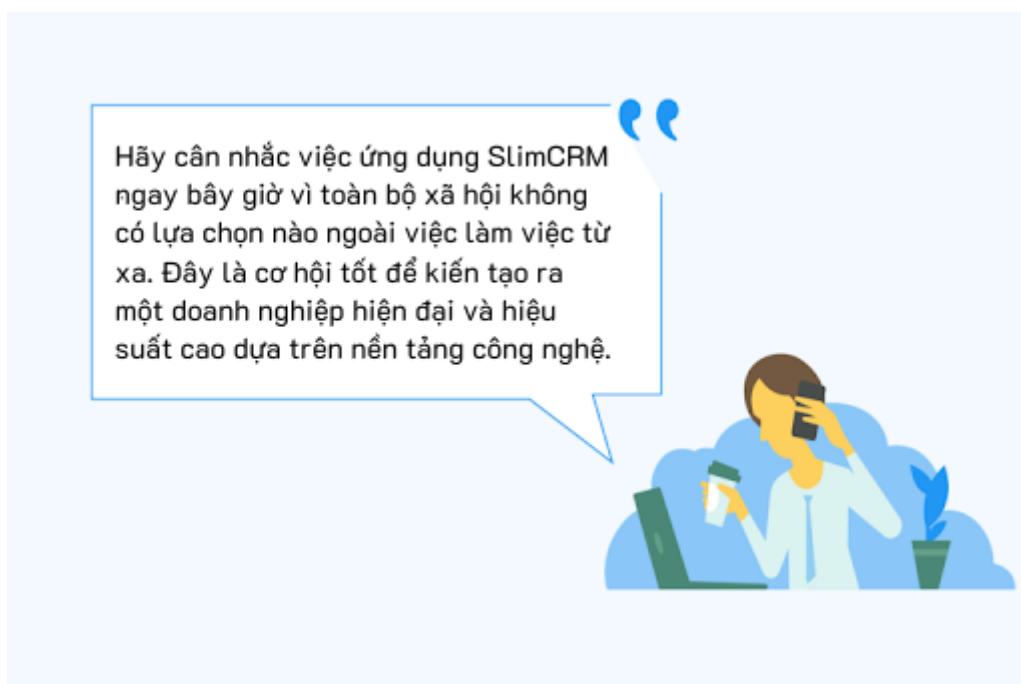 Hãy cân nhắc việc ứng dụng SlimCRM
ngay bây giờ vì toàn bộ xã hội không
có lựa chọn nào ngoài việc làm việc từ
xa. Đây là cơ hội tốt để kiến tạo ra
một doanh nghiệp hiện đại và hiệu
suất cao dựa trên nền tảng công nghệ.